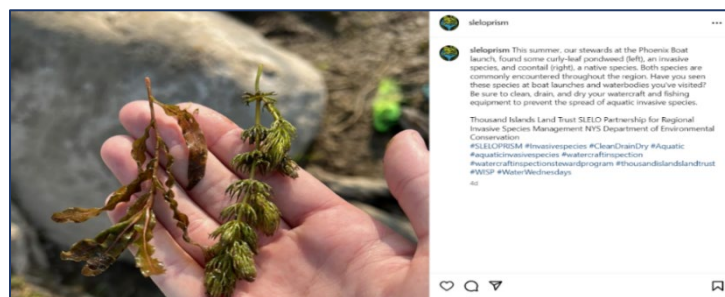 sleloprism
sleloprism This summer, our stewards at the Phoenix Boat
launch, found some curly-leaf pondweed (left), an invasive
species, and coontail (right), a native species. Both species are
commonly encountered throughout the region. Have you seen
these species at boat launches and waterbodies you've visited?
Be sure to clean, drain, and dry your watercraft and fishing
equipment to prevent the spread of aquatic invasive species.
Thousand Islands Land Trust SLELO Partnership for Regional
Invasive Species Management NYS Department of Environmental
Conservation
#SLELOPRISM #Invasivespecies #CleanDrainDry #Aquatic
#aquaticinvasivespecies #watercraftinspection
#watercraftinspectionstewardprogram #thousandislandslandtrust
#WISP #WaterWednesdays
4d